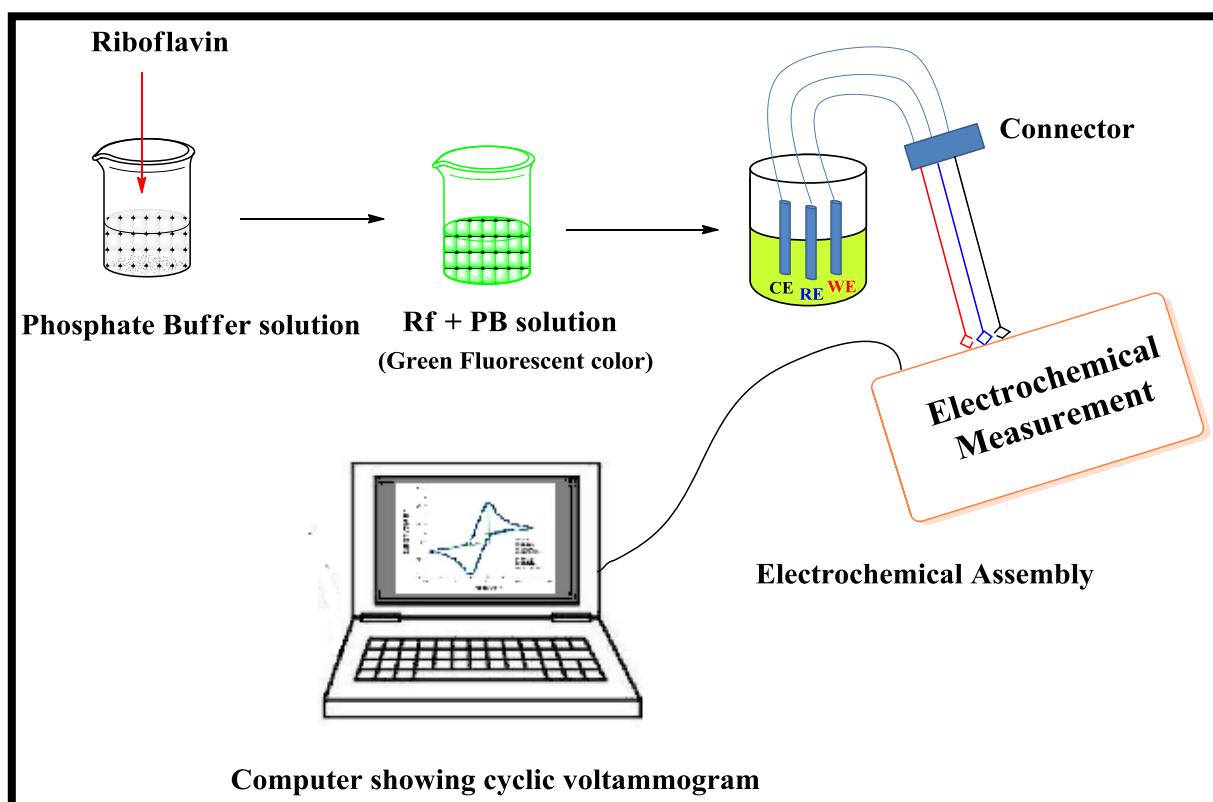 Riboflavin
Phosphate Buffer solution
Rf + PB solution
(Green Fluorescent color)
CE
RE
WE
Connector
Electrochemical
Measurement
Electrochemical Assembly
Computer showing cyclic voltammogram